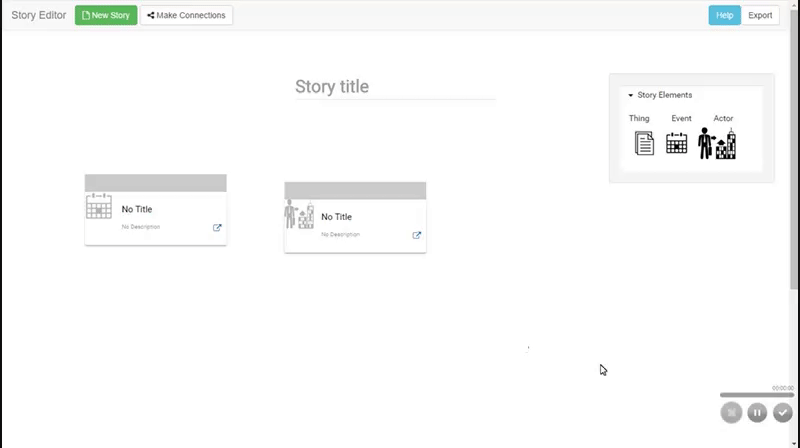 Story Editor
New Story
Make Connections
Help
Export
Story title
Story Elements
Thing Event Actor
No Title
No Description
No Title
No Description
00:00:00